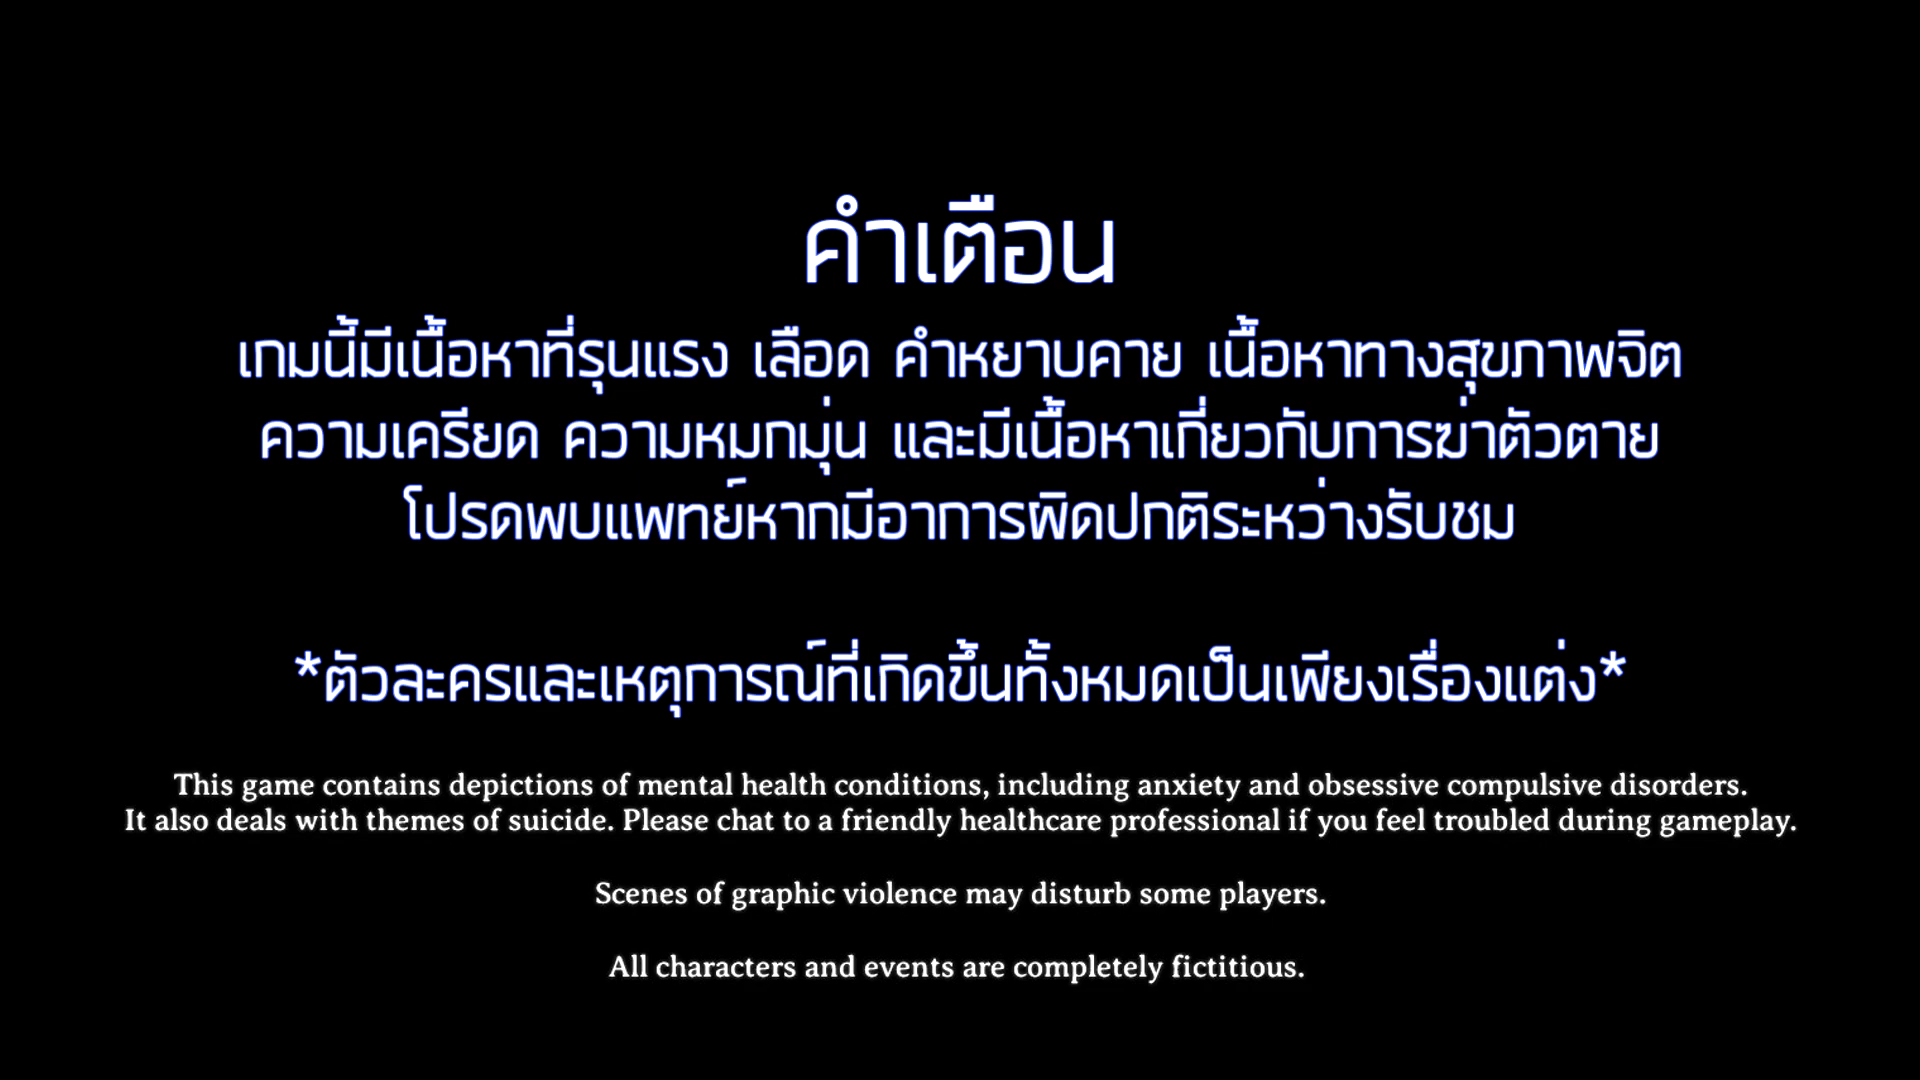 คำเตือน
เกมนี้มีเนื้อหาที่รุนแรง เลือด คำหยาบคาย เนื้อหาทางสุขภาพจิต
ความเครียด ความหมกมุ่น และมีเนื้อหาเกี่ยวกับการฆ่าตัวตาย
โปรดพบแพทย์หากมีอาการผิดปกติระหว่างรับชม
*ตัวละครและเหตุการณ์ที่เกิดขึ้นทั้งหมดเป็นเพียงเรื่องแต่ง*
This game contains depictions of mental health conditions, including anxiety and obsessive compulsive disorders.
It also deals with themes of suicide. Please chat to a friendly healthcare professional if you feel troubled during gameplay.
Scenes of graphic violence may disturb some players.
All characters and events are completely fictitious.